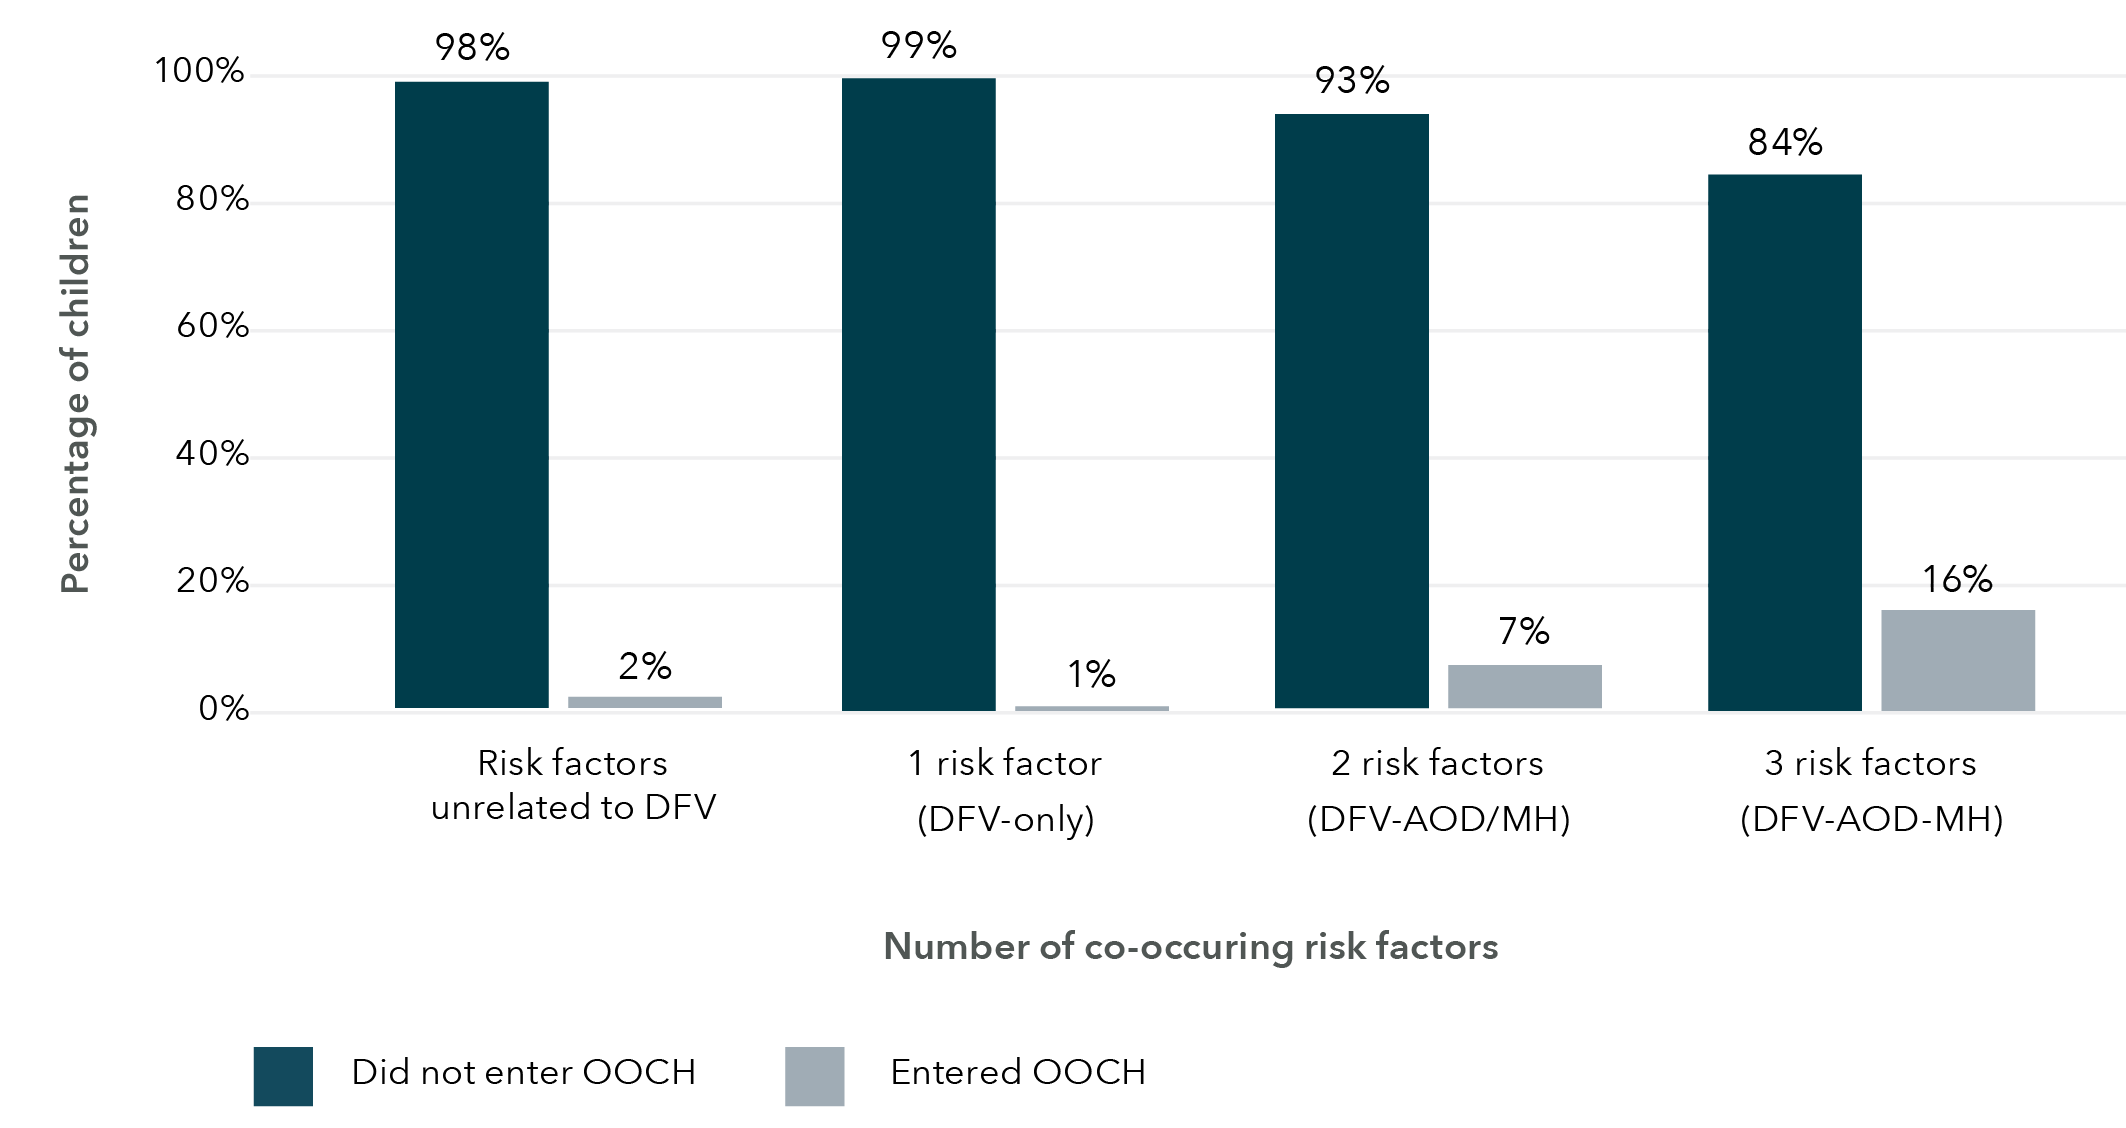 Percentage of children
100%
80%
60%
40%
20%
0%
98%
2%
99%
1%
93%
7%
84%
16%
Risk factors
unrelated to DFV
1 risk factor
(DFV-only)
2 risk factors
(DFV-AOD/MH)
3 risk factors
(DFV-AOD-MH)
Number of co-occuring risk factors
Did not enter OOCH
Entered OOCH